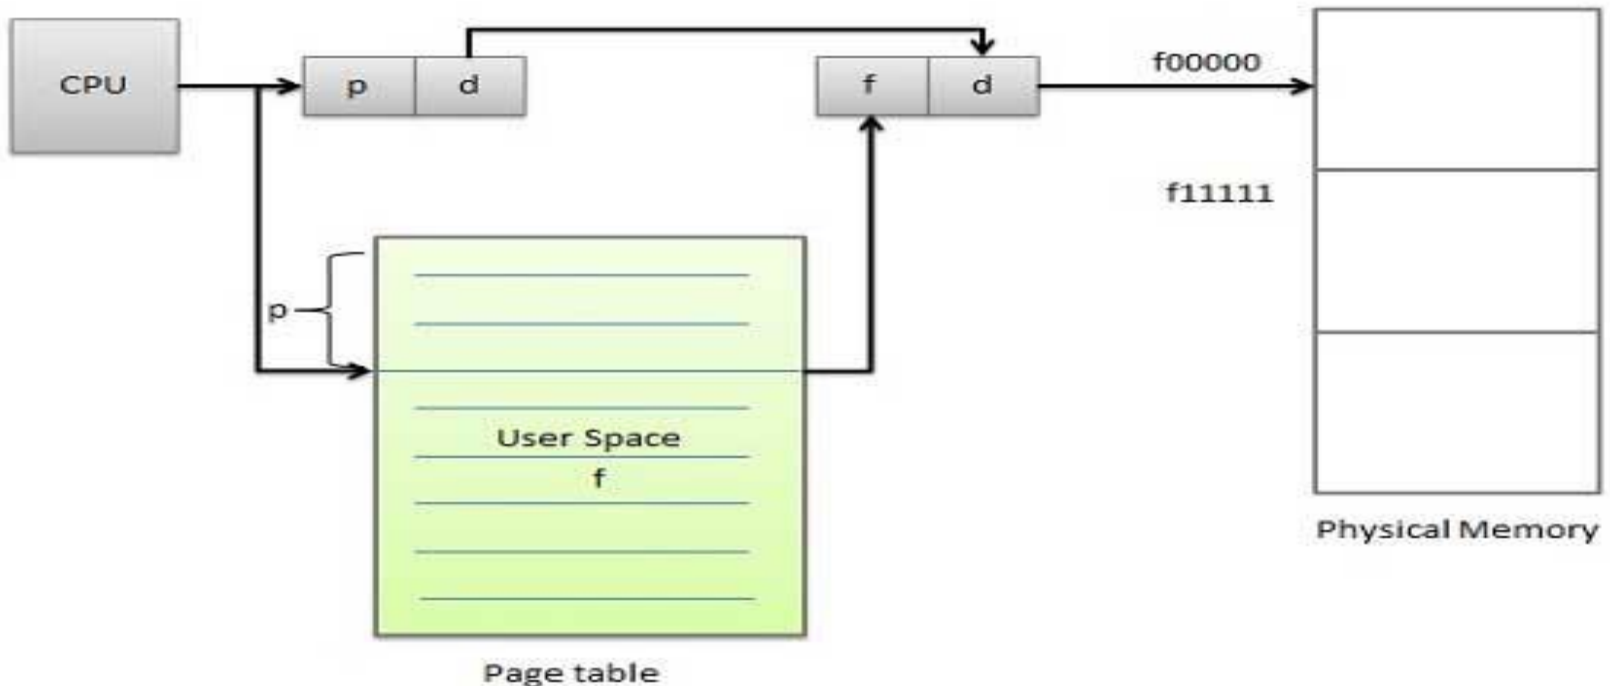 CPU
p
d
f
d
f00000
f11111
p
User Space
f
Physical Memory
Page table